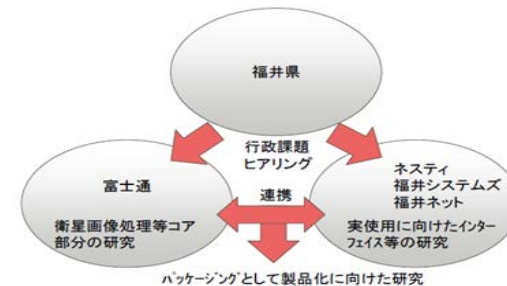 福井県
行政課題
ヒアリング
富士通
衛星画像処理等コア
部分の研究
連携
ネスティ
福井システムズ
福井ネット
実使用に向けたインター
フェイス等の研究
パッケージングとして製品化に向けた研究